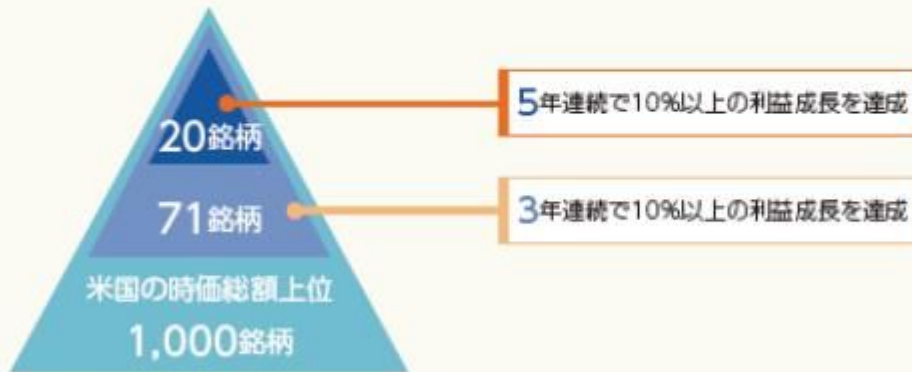 5年連続で10%以上の利益成長を達成
20銘柄
3年連続で10%以上の利益成長を達成
71銘柄
米国の時価総額上位
1,000銘柄